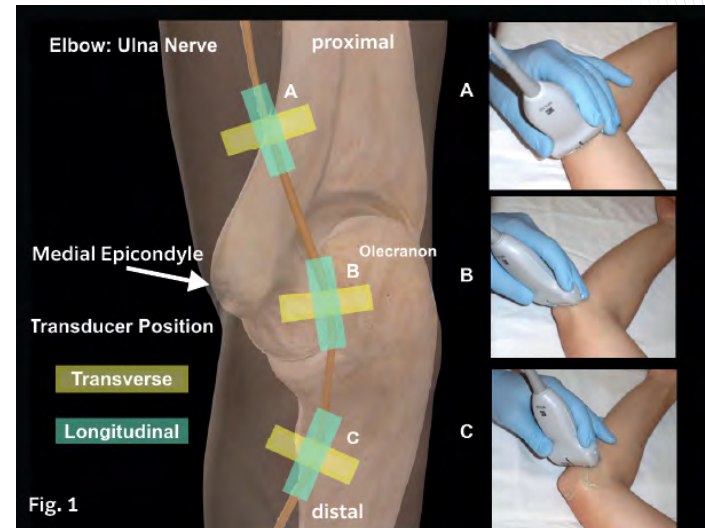 Elbow: Ulna Nerve
proximal
A
A
Medial Epicondyle
Olecranon
B
B
Transducer Position
Transverse
Longitudinal
C
C
Fig. 1
distal